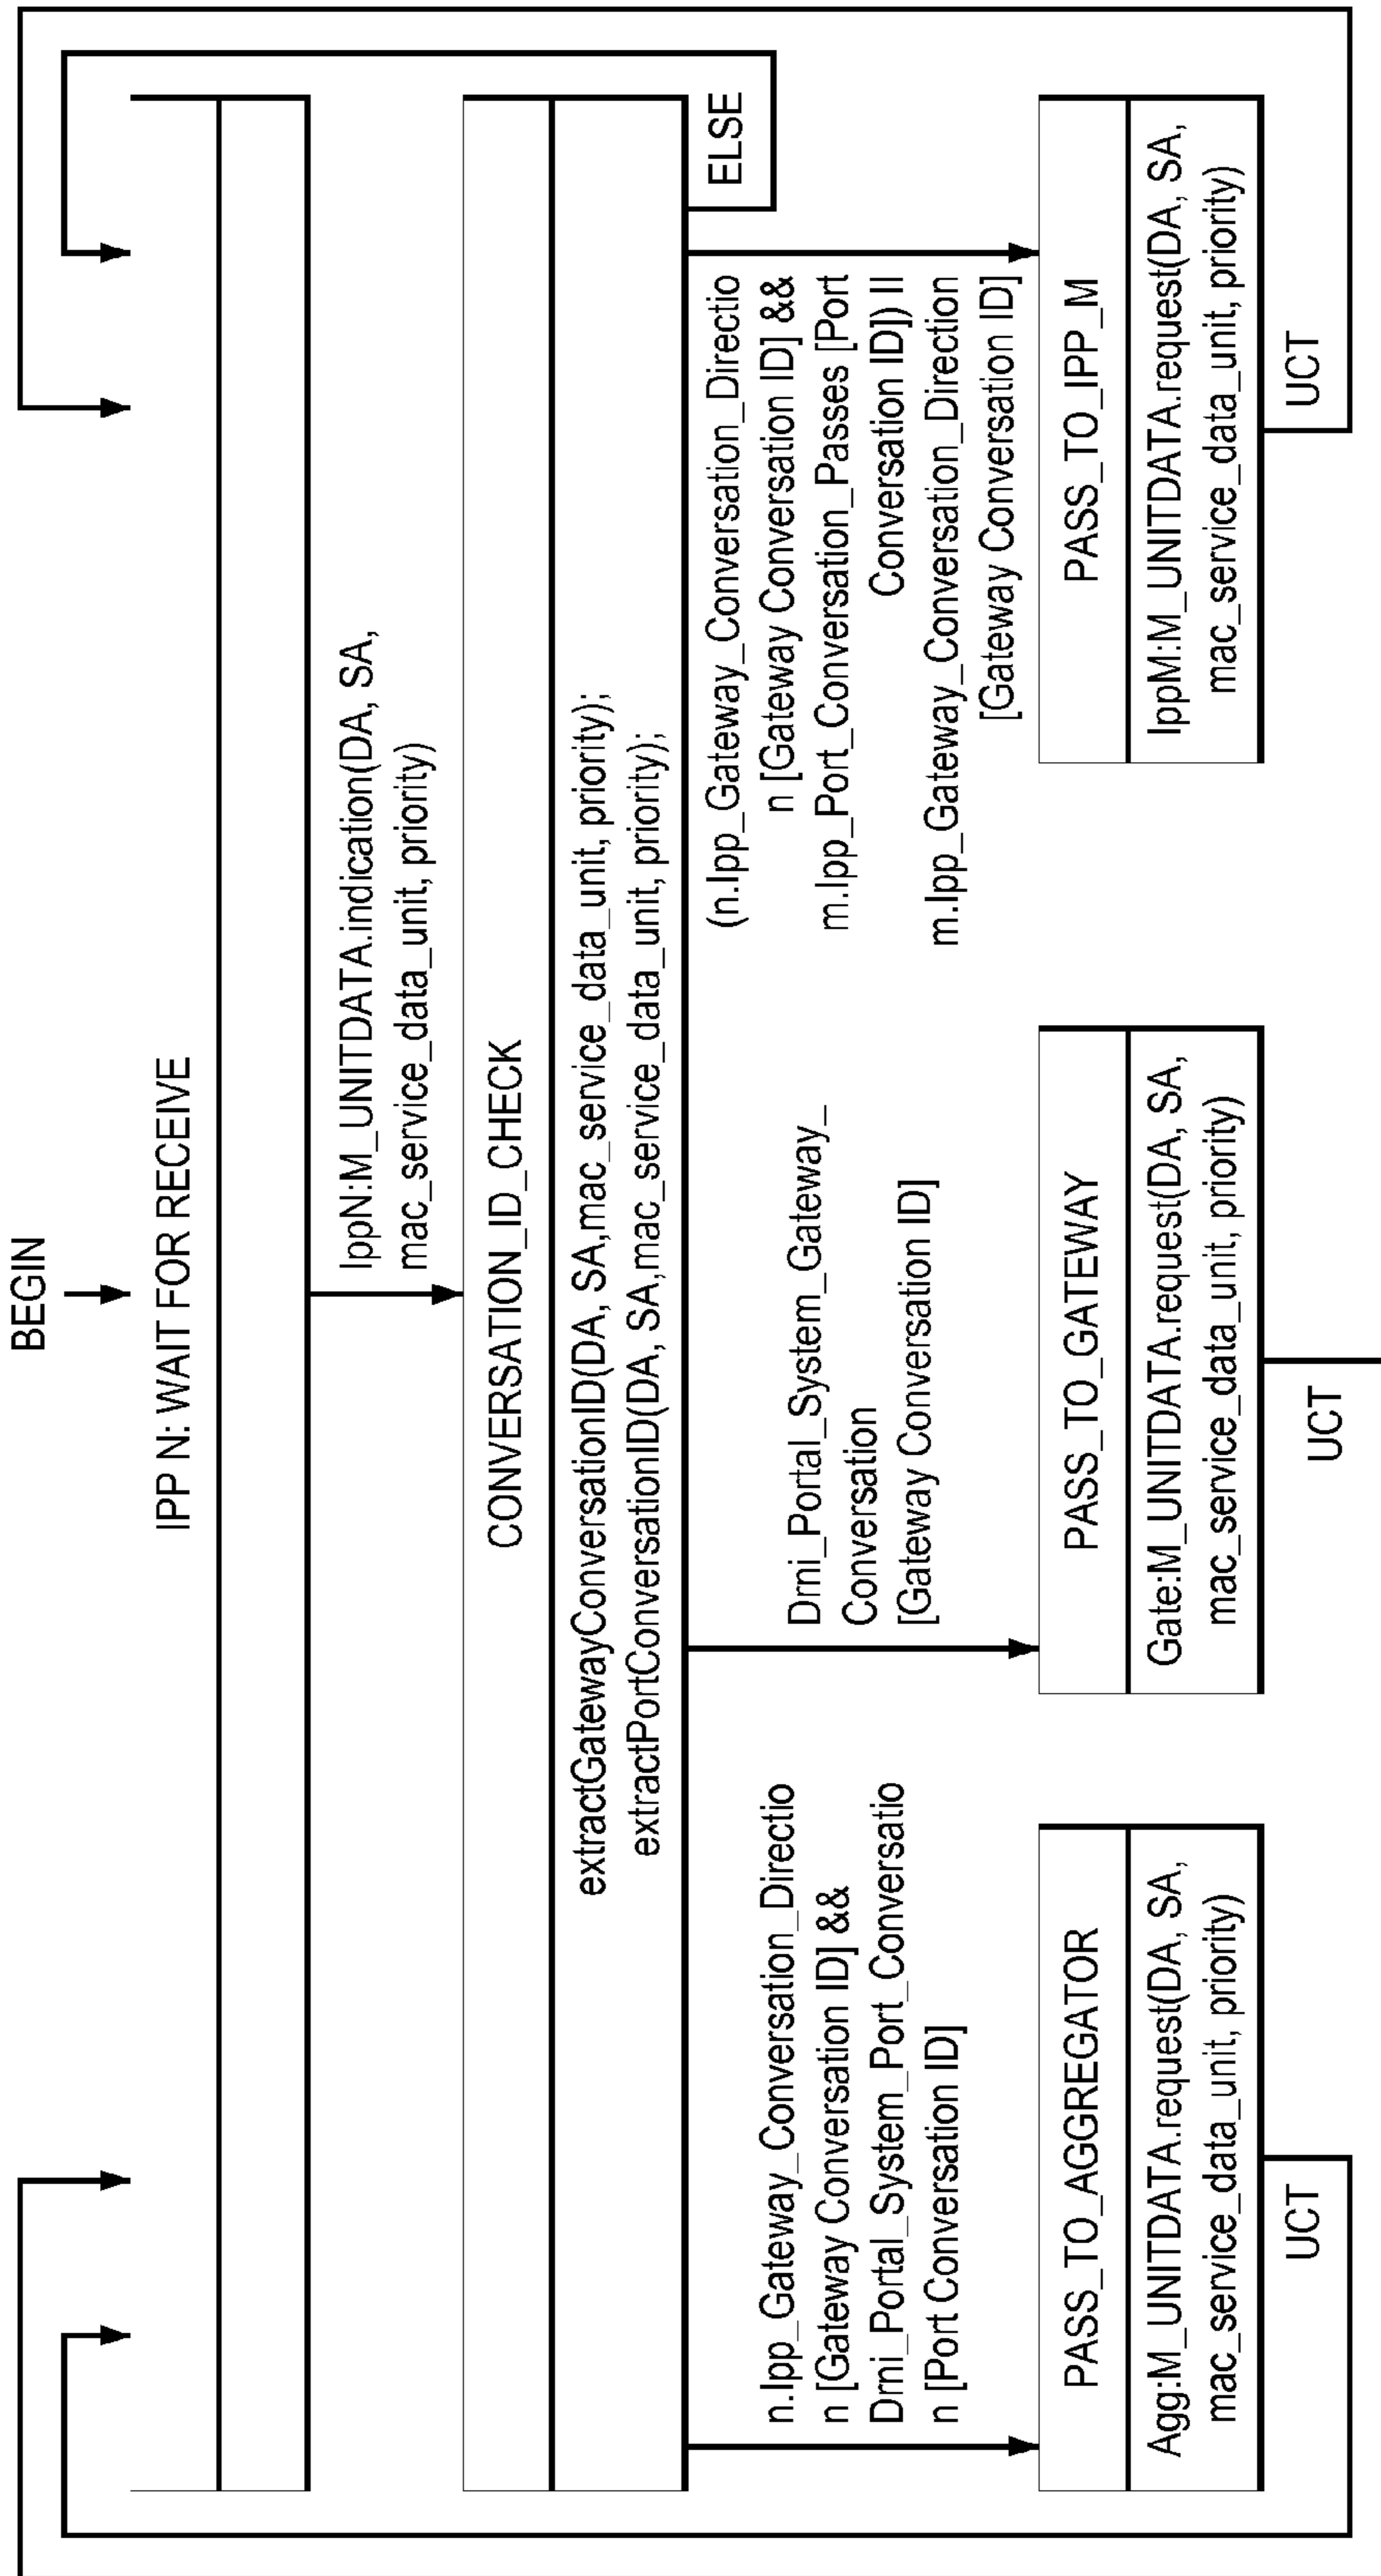 BEGIN
IPP N: WAIT FOR RECEIVE
IppN:M_UNITDATA.indication(DA, SA,
mac_service_data_unit, priority)
CONVERSATION_ID_CHECK
extractGatewayConversationID(DA, SA,mac_service_data_unit, priority);
extractPortConversationID(DA, SA,mac_service_data_unit, priority);
ELSE
n.Ipp_Gateway_Conversation_Directio
n [Gateway Conversation ID] &&
Drni_Portal_System_Port_Conversatio
n [Port Conversation ID]
Drni_Portal_System_Gateway_
Conversation
[Gateway Conversation ID]
(n.Ipp_Gateway_Conversation_Directio
n [Gateway Conversation ID] &&
m.Ipp_Port_Conversation_Passes [Port
Conversation ID]) II
m.Ipp_Gateway_Conversation_Direction
[Gateway Conversation ID]
PASS_TO_AGGREGATOR
Agg:M_UNITDATA.request(DA, SA,
mac_service_data_unit, priority)
UCT
PASS_TO_GATEWAY
Gate:M_UNITDATA.request(DA, SA,
mac_service_data_unit, priority)
UCT
PASS_TO_IPP_M
IppM:M_UNITDATA.request(DA, SA,
mac_service_data_unit, priority)
UCT